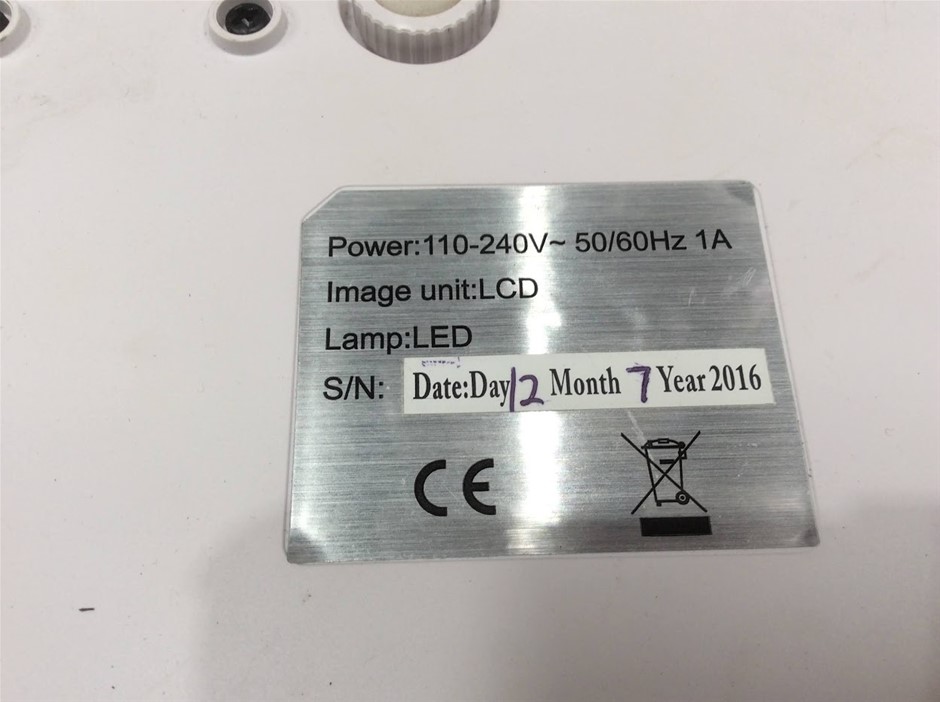 Power:110-240V~ 50/60Hz 1A
Image unit:LCD
Lamp:LED
S/N: Date:Day 12 Month 7 Year 2016
CE